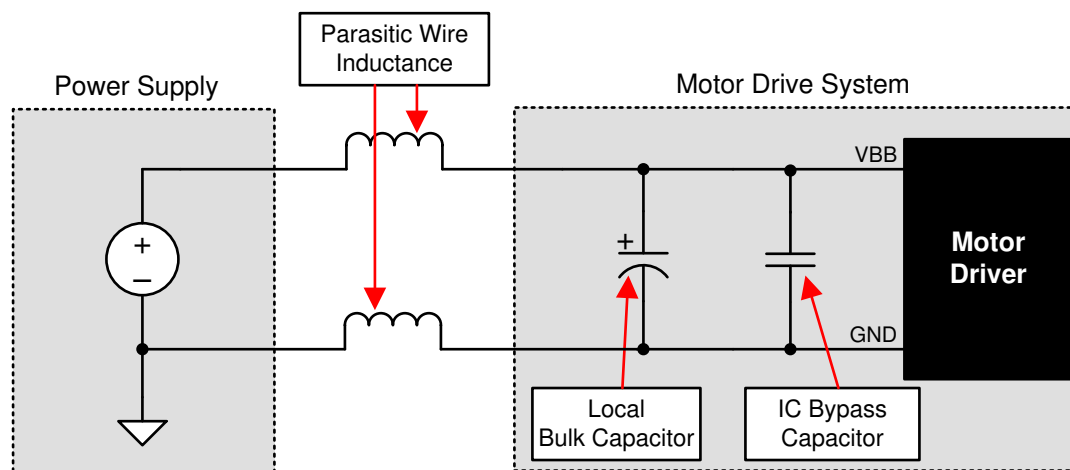 Parasitic Wire
Inductance
Power Supply
Motor Drive System
VBB
+
–
+
Motor
Driver
GND
Local
Bulk Capacitor
IC Bypass
Capacitor